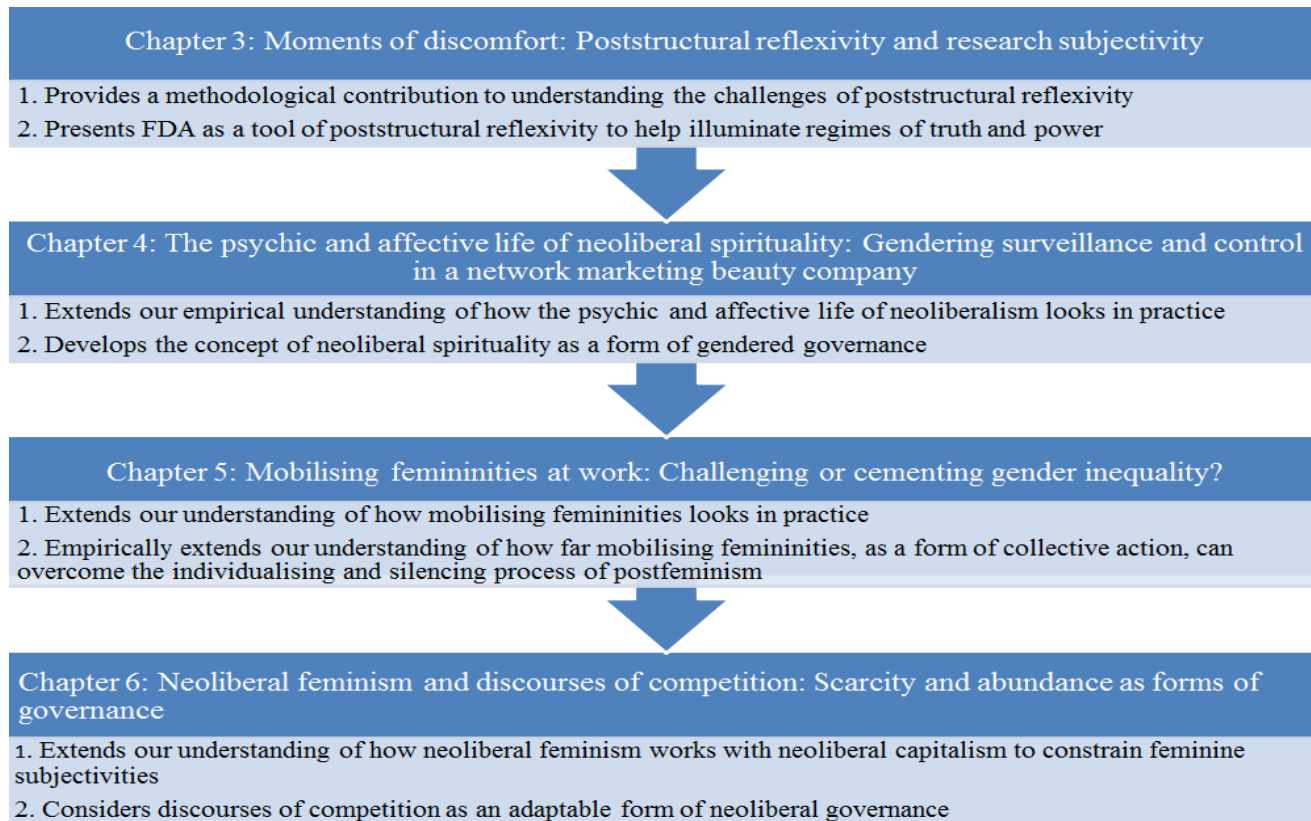 Chapter 3: Moments of discomfort: Poststructural reflexivity and research subjectivity
1. Provides a methodological contribution to understanding the challenges of poststructural reflexivity
2. Presents FDA as a tool of poststructural reflexivity to help illuminate regimes of truth and power
Chapter 4: The psychic and affective life of neoliberal spirituality: Gendering surveillance and control
in a network marketing beauty company
1. Extends our empirical understanding of how the psychic and affective life of neoliberalism looks in practice
2. Develops the concept of neoliberal spirituality as a form of gendered governance
Chapter 5: Mobilising femininities at work: Challenging or cementing gender inequality?
1. Extends our understanding of how mobilising femininities looks in practice
2. Empirically extends our understanding of how far mobilising femininities, as a form of collective action, can
overcome the individualising and silencing process of postfeminism
Chapter 6: Neoliberal feminism and discourses of competition: Scarcity and abundance as forms of
governance
1. Extends our understanding of how neoliberal feminism works with neoliberal capitalism to constrain feminine
subjectivities
2. Considers discourses of competition as an adaptable form of neoliberal governance